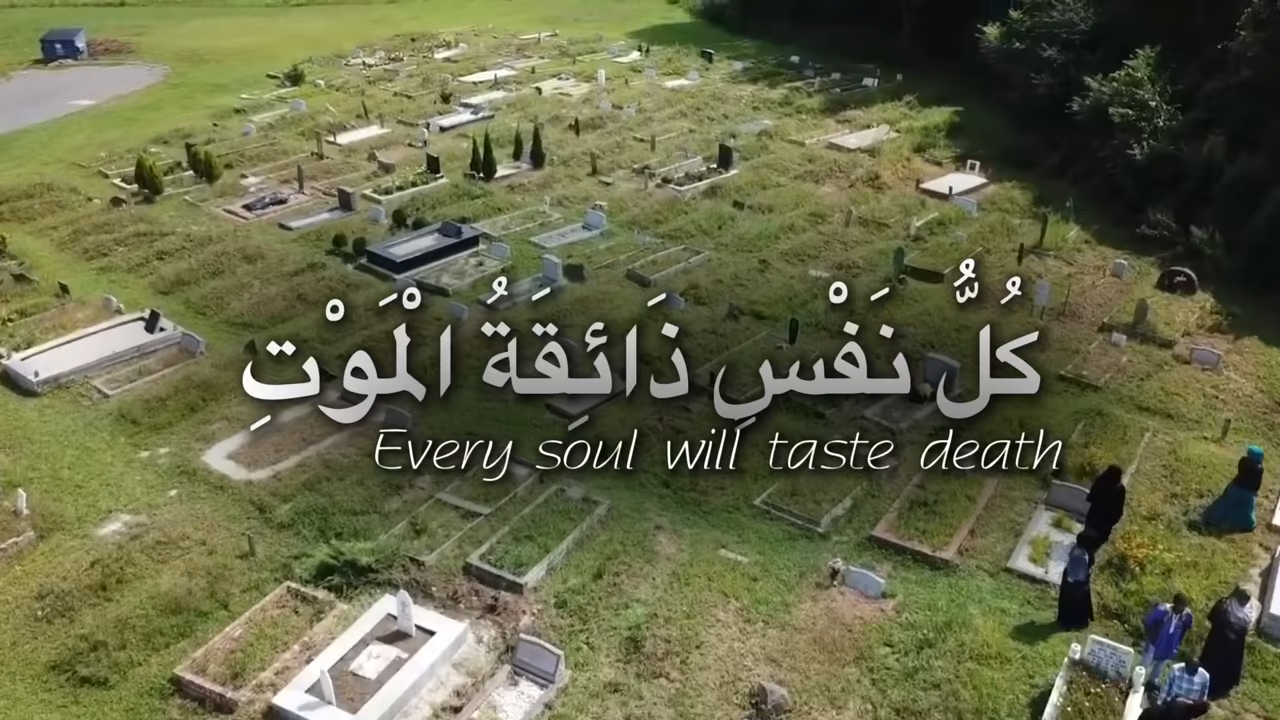 كُلُّ نَفْسِ ذَائِقَةُ الْمَوْتِ
Every soul will taste death